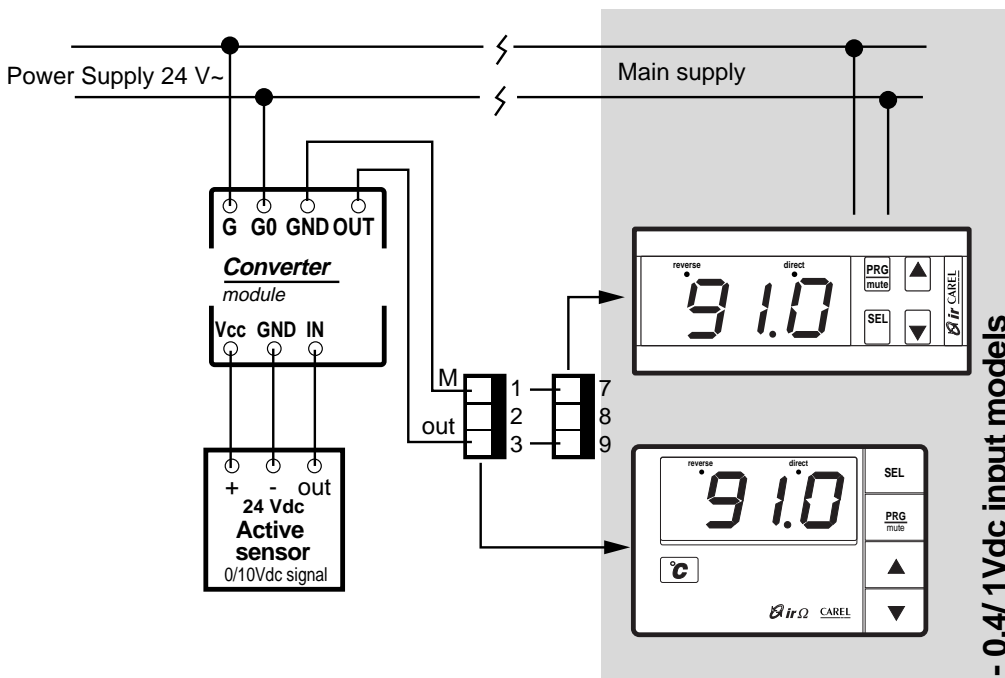 Power Supply 24 V~
Main supply
G G0 GND OUT
Converter
module
Vcc GND IN
+ - out
24 Vdc
Active
sensor
0/10Vdc signal
M
out
1
2
3
7
8
9
reverse direct
91.0
PRG
mute
SEL
ir CAREL
reverse direct
91.0
SEL
PRG
mute
°C
irΩ CAREL
- 0.4/ 1Vdc input models